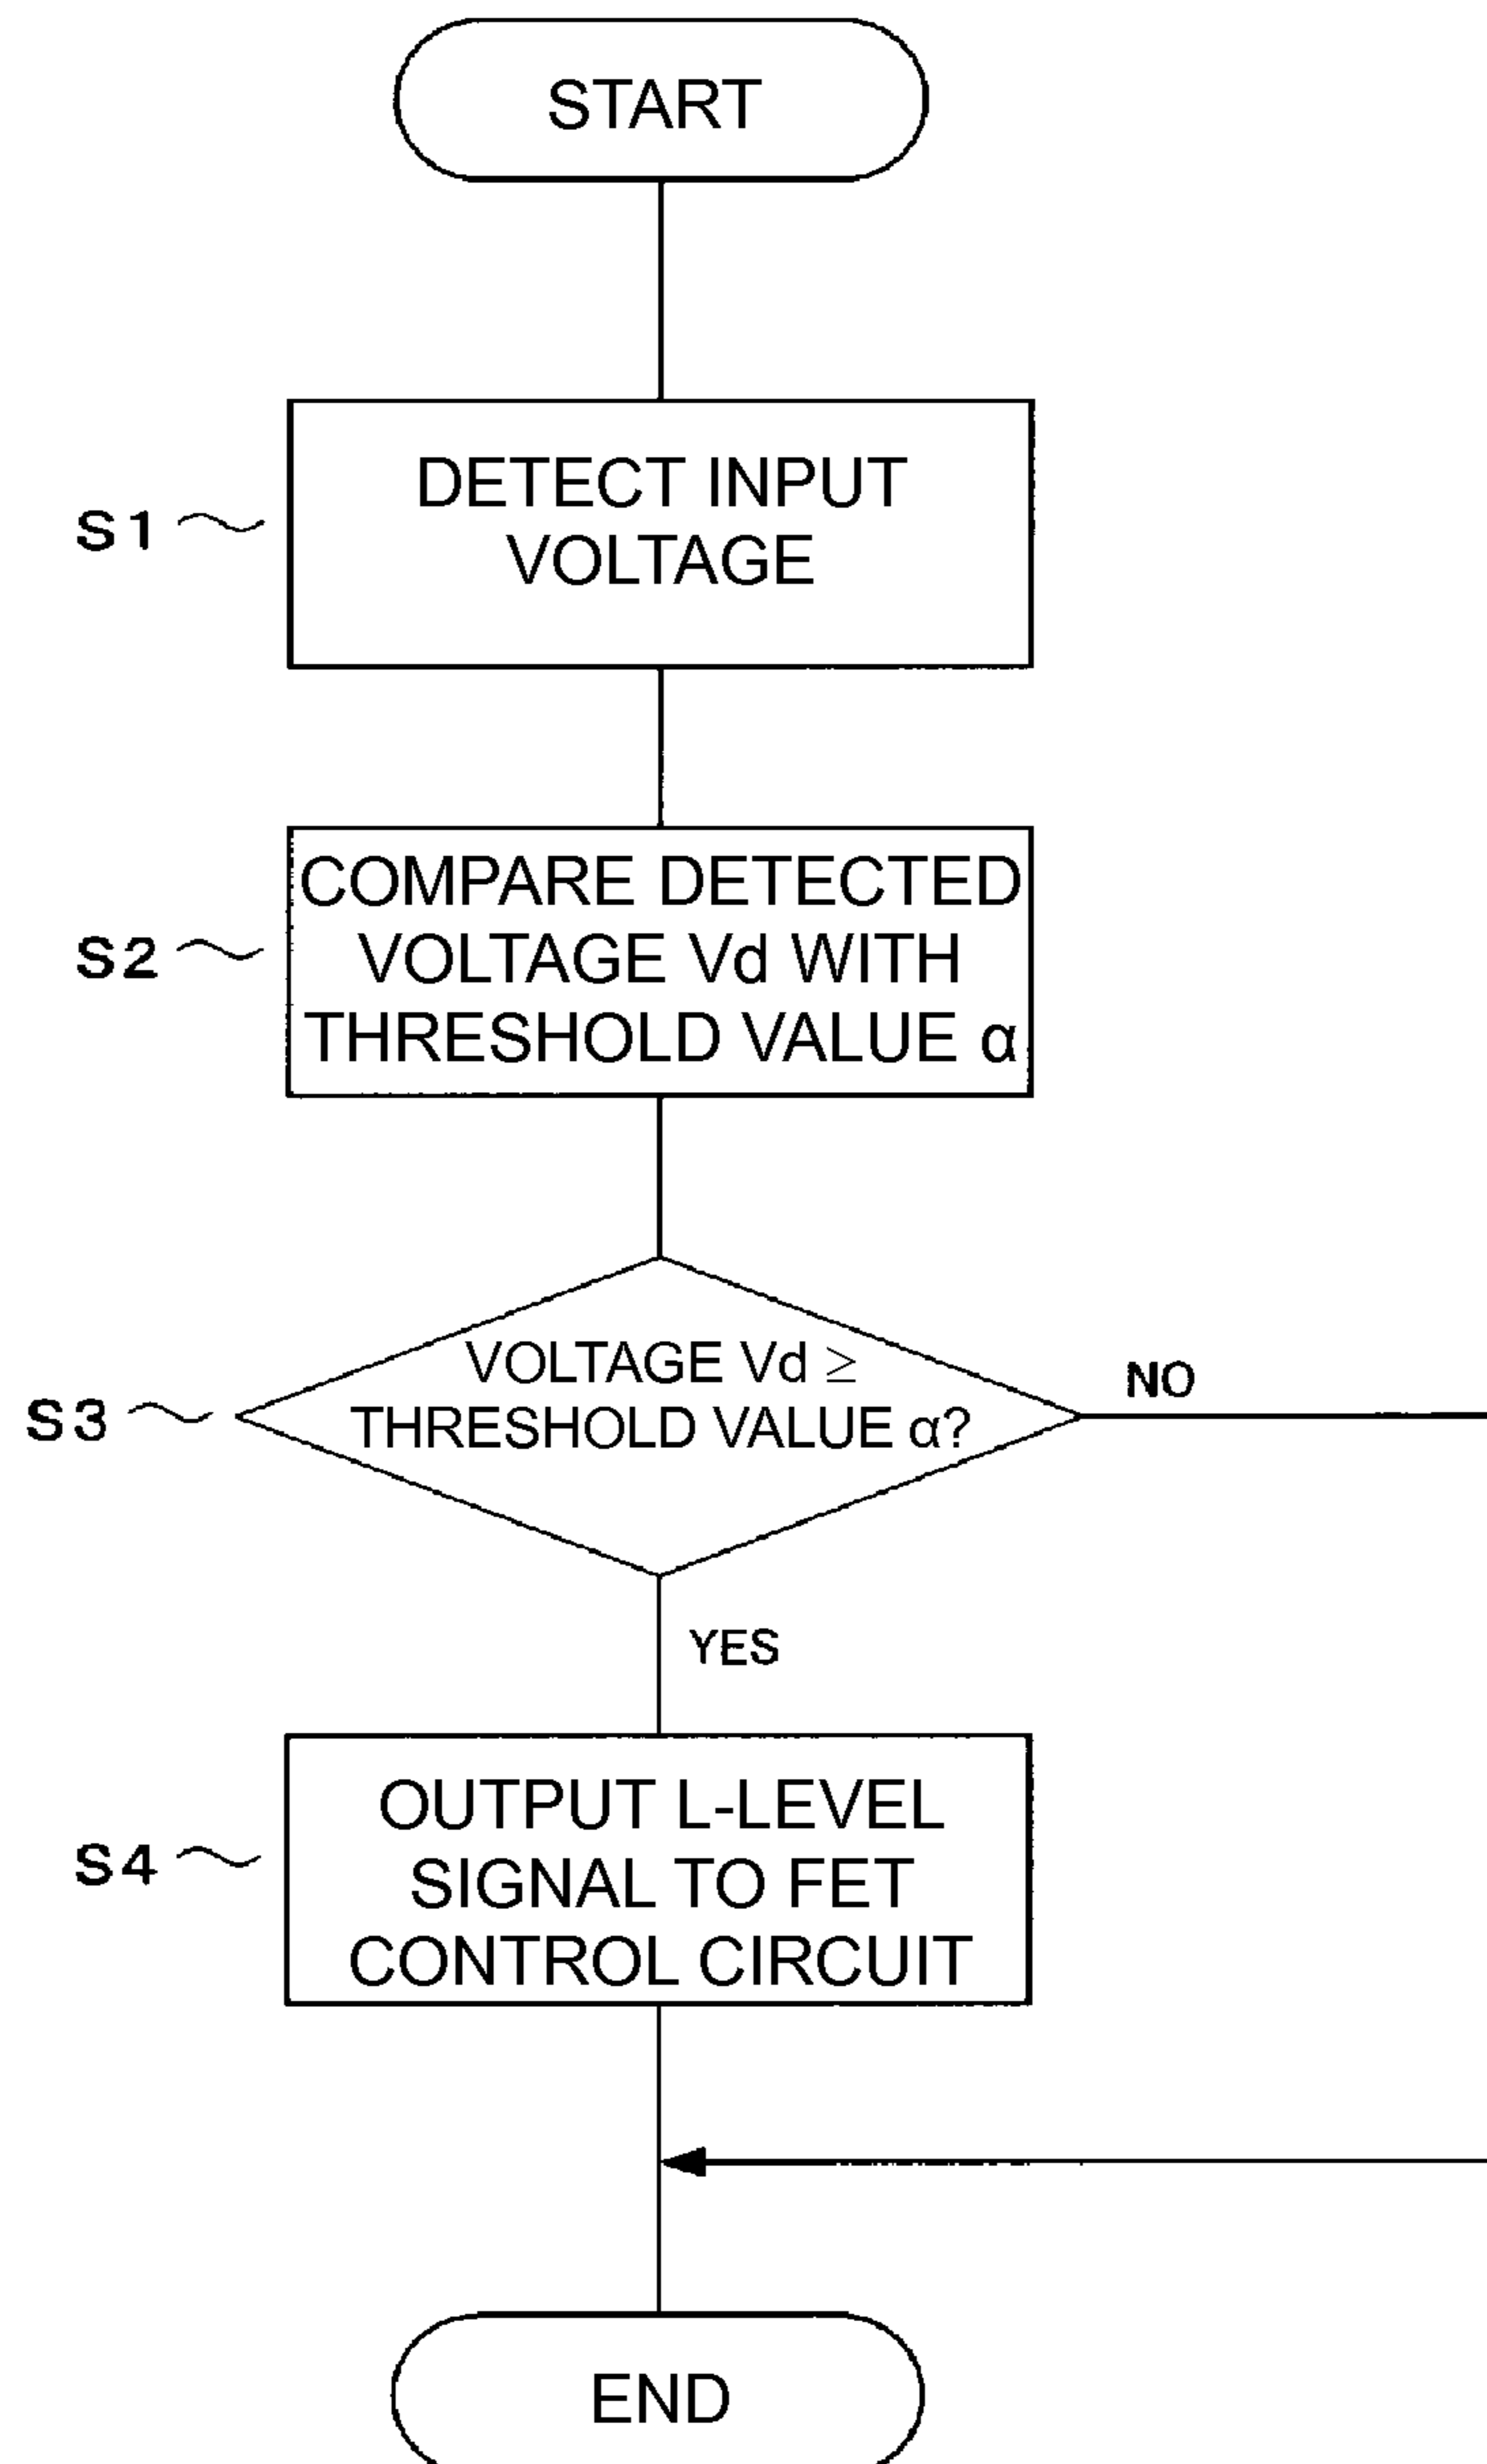 START
S1
DETECT INPUT
VOLTAGE
S2
COMPARE DETECTED
VOLTAGE Vd WITH
THRESHOLD VALUE α
S3
VOLTAGE Vd ≥
THRESHOLD VALUE α?
NO
YES
S4
OUTPUT L-LEVEL
SIGNAL TO FET
CONTROL CIRCUIT
END